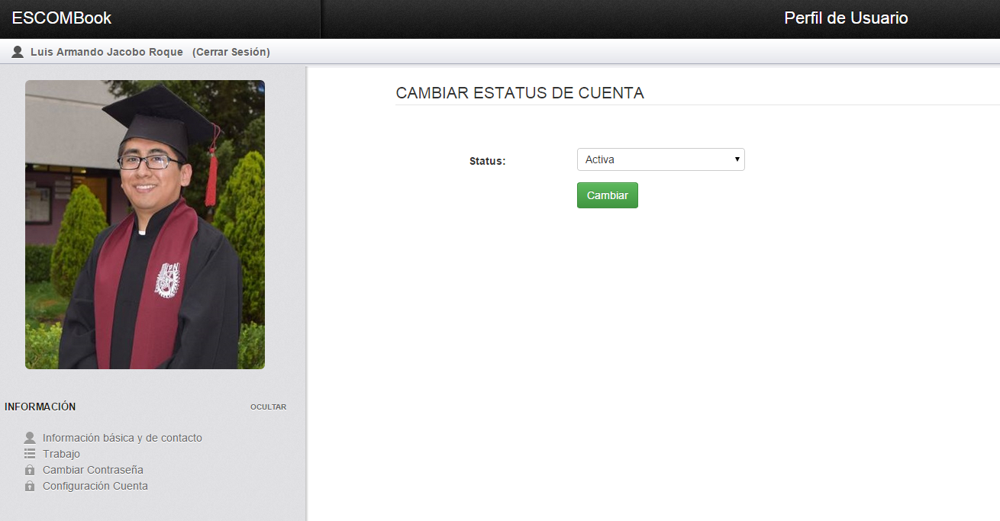 ESCOMBook
Perfil de Usuario
Luis Armando Jacobo Roque (Cerrar Sesión)
CAMBIAR ESTATUS DE CUENTA
Status:
Activa
Cambiar
IPN
INFORMACIÓN
OCULTAR
Información básica y de contacto
Trabajo
Cambiar Contraseña
Configuración Cuenta